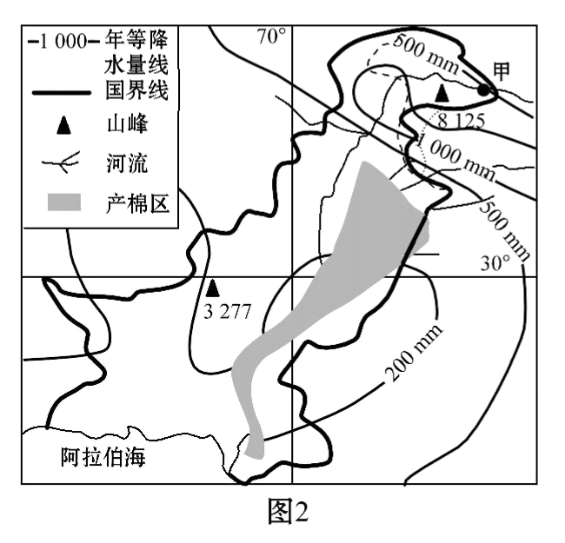 -1 000-年等降
水量线
国界线
山峰
河流
产棉区
70°
500 mm
甲
8 125
1 000 mm
500 mm
30°
3 277
200 mm
阿拉伯海
图2